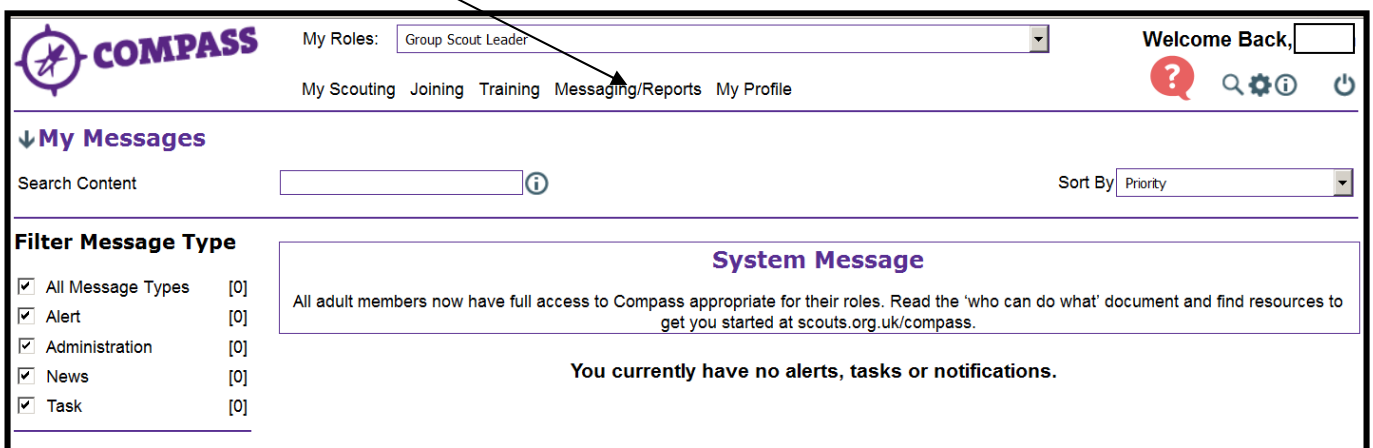 COMPASS
My Roles: Group Scout Leader
Welcome Back,
My Scouting Joining Training Messaging/Reports My Profile
?
My Messages
Search Content
Sort By Priority
Filter Message Type
All Message Types [0]
Alert [0]
Administration [0]
News [0]
Task [0]
System Message
All adult members now have full access to Compass appropriate for their roles. Read the ‘who can do what’ document and find resources to
get you started at scouts.org.uk/compass.
You currently have no alerts, tasks or notifications.